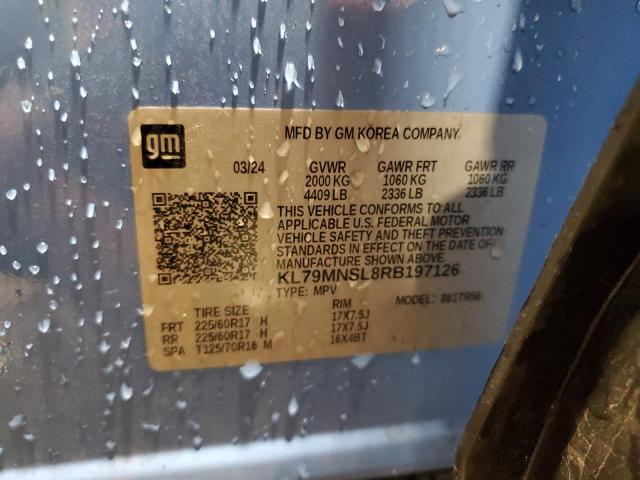 gm
MFD BY GM KOREA COMPANY
03/24 GVWR GAWR FRT GAWR RR
2000 KG 1060 KG 1060 KG
4409 LB 2336 LB 2336 LB
THIS VEHICLE CONFORMS TO ALL
APPLICABLE U.S. FEDERAL MOTOR
VEHICLE SAFETY AND THEFT PREVENTION
STANDARDS IN EFFECT ON THE DATE OF
MANUFACTURE SHOWN ABOVE.
KL79MNSL8RB197126
TYPE: MPV MODEL: 861TR56
TIRE SIZE RIM
FRT 225/60R17 H 17X7.5J
RR 225/60R17 H 17X7.5J
SPA T125/70R16 M 16X4BT